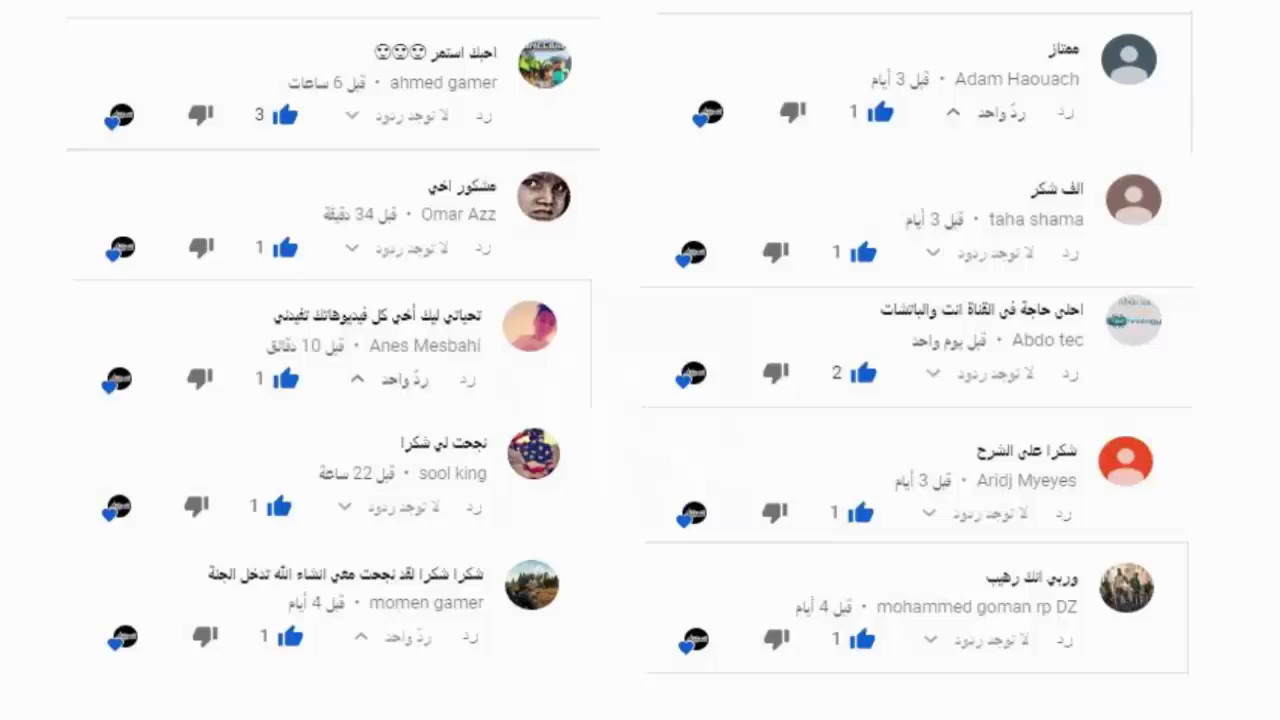 احبك استمر 😍😍😍
ahmed gamer • قبل 6 ساعات
رد لا توجد ردود 3
مشكور اخي
Omar Azz • قبل 34 دقيقة
رد لا توجد ردود 1
تحياتي ليك أخي كل فيديوهاتك تفيدني
Anes Mesbahi • قبل 10 دقائق
رد ردّ واحد 1
نجحت لي شكرا
sool king • قبل 22 ساعة
رد لا توجد ردود 1
شكرا شكرا لقد نجحت معي انشاء الله تدخل الجنة
momen gamer • قبل 4 أيام
رد ردّ واحد 1
ممتاز
Adam Haouach • قبل 3 أيام
رد ردّ واحد 1
الف شكر
taha shama • قبل 3 أيام
رد لا توجد ردود 1
احلى حاجة في القناة انت والباتشات
Abdo tec • قبل يوم واحد
رد لا توجد ردود 2
شكرا على الشرح
Aridj Myeyes • قبل 3 أيام
رد لا توجد ردود 1
وربي انك رهيب
mohammed goman rp DZ • قبل 4 أيام
رد لا توجد ردود 1